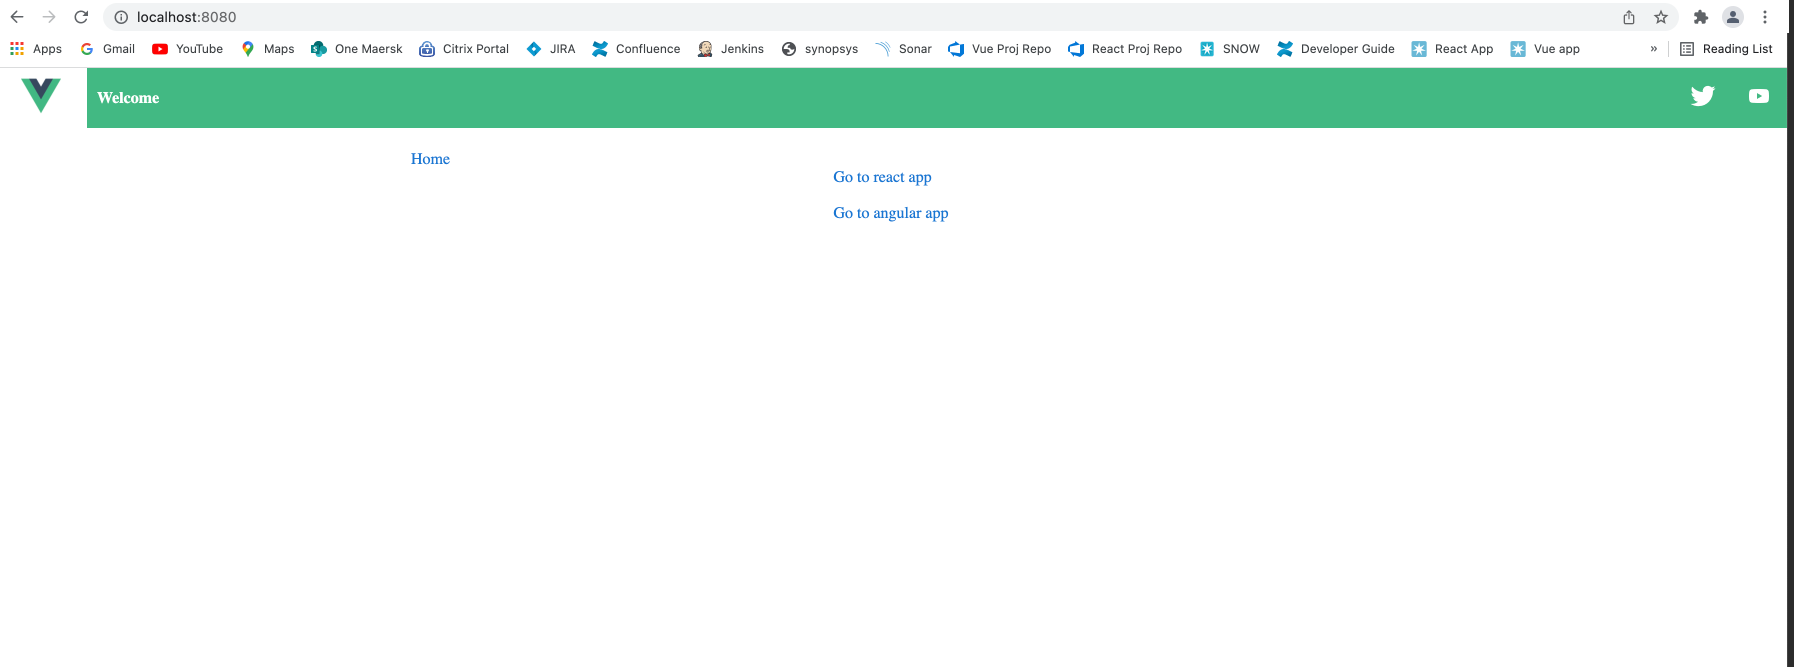 localhost:8080
Apps Gmail YouTube Maps One Maersk Citrix Portal JIRA Confluence Jenkins synopsys Sonar Vue Proj Repo React Proj Repo SNOW Developer Guide React App Vue app » Reading List
Welcome
Home
Go to react app
Go to angular app